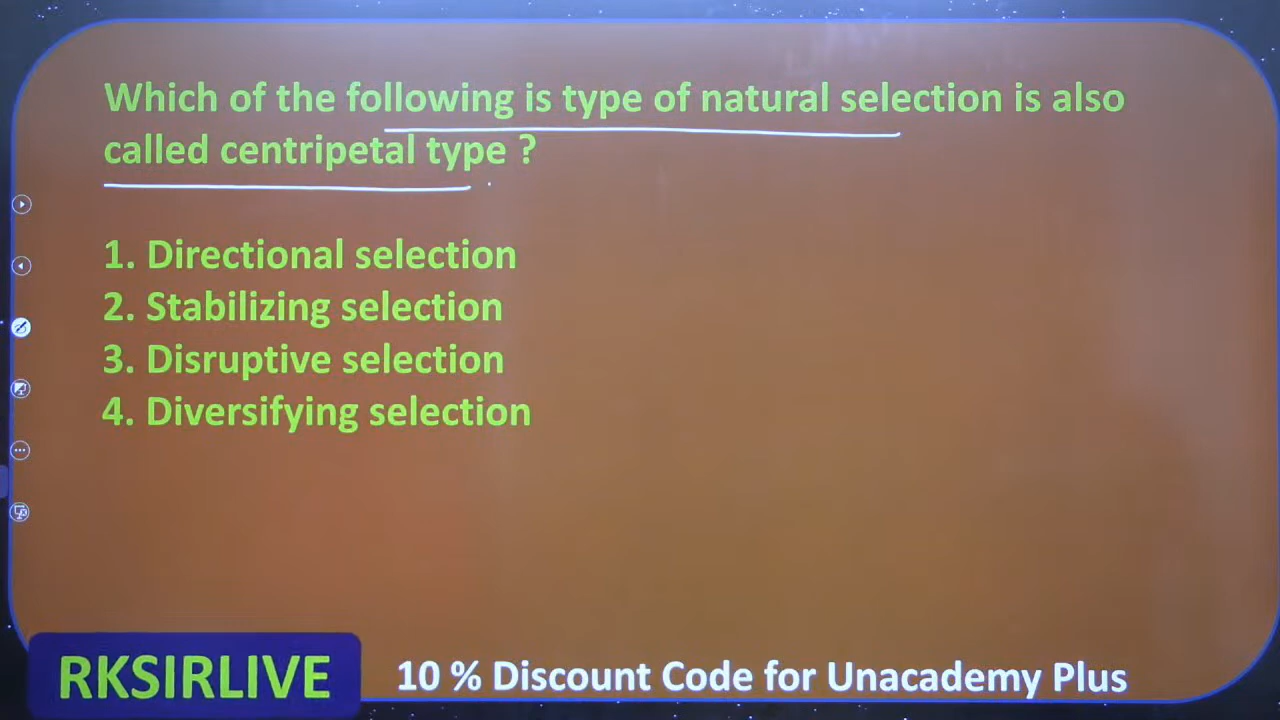 Which of the following is type of natural selection is also
called centripetal type ?
1. Directional selection
2. Stabilizing selection
3. Disruptive selection
4. Diversifying selection
RKSIRLIVE
10 % Discount Code for Unacademy Plus